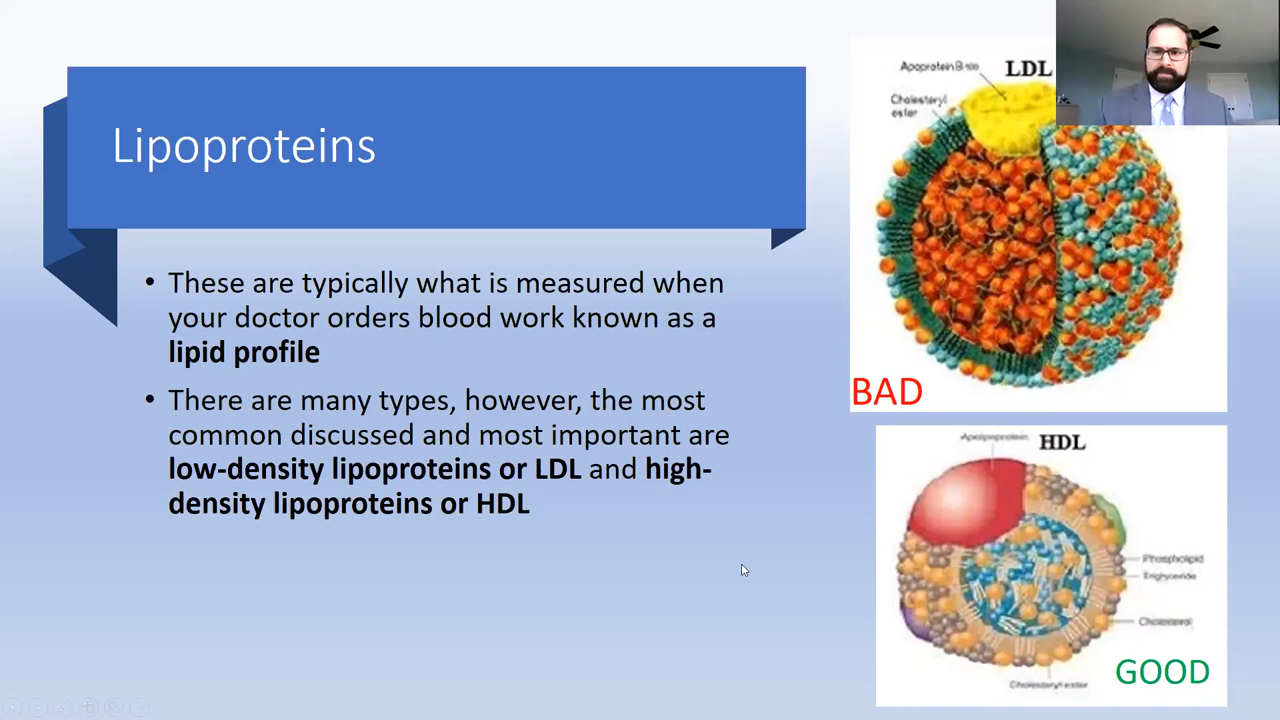 Lipoproteins
• These are typically what is measured when
your doctor orders blood work known as a
lipid profile
• There are many types, however, the most
common discussed and most important are
low-density lipoproteins or LDL and high-
density lipoproteins or HDL
Apoprotein B-100
LDL
Cholesteryl
ester
BAD
Apolipoprotein
HDL
Phospholipid
Triglyceride
Cholesterol
Cholesteryl ester
GOOD